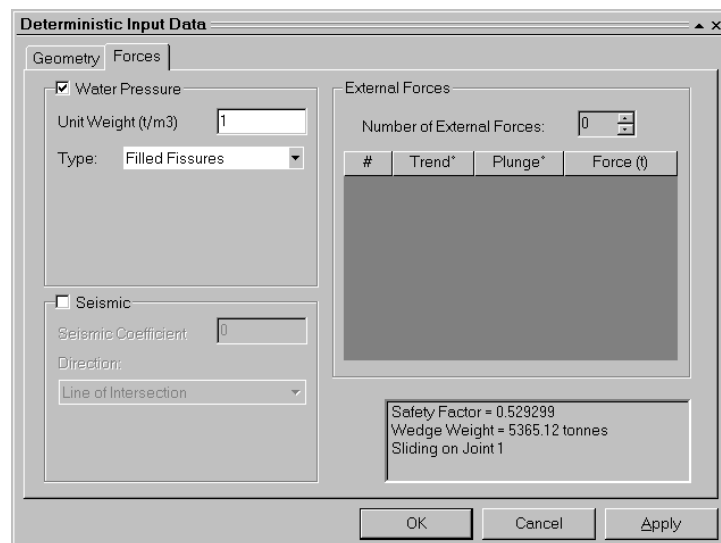 Deterministic Input Data
Geometry Forces
Water Pressure
Unit Weight (t/m3) 1
Type: Filled Fissures
Seismic
Seismic Coefficient 0
Direction:
Line of Intersection
External Forces
Number of External Forces: 0
# Trend° Plunge° Force (t)
Safety Factor = 0.529299
Wedge Weight = 5365.12 tonnes
Sliding on Joint 1
OK Cancel Apply